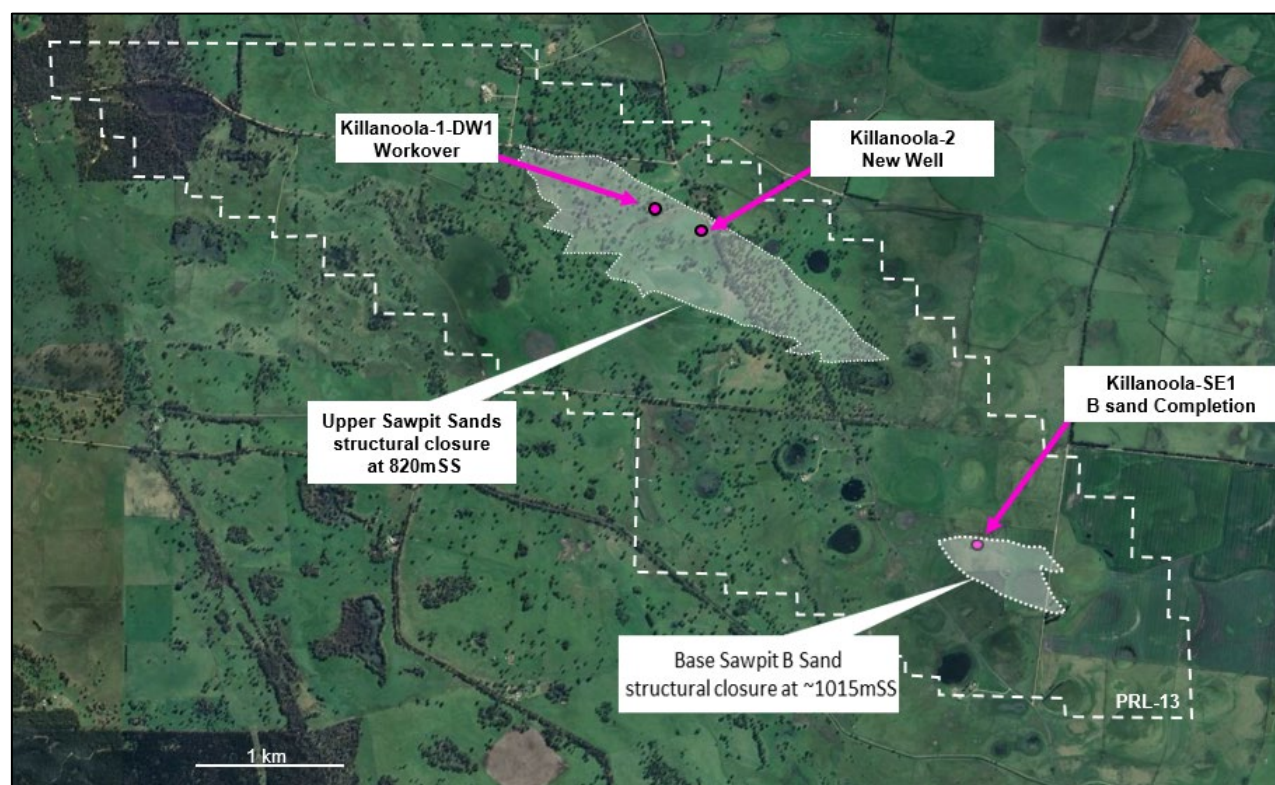 Killanoola-1-DW1
Workover
Killanoola-2
New Well
Killanoola-SE1
B sand Completion
Upper Sawpit Sands
structural closure
at 820mSS
Base Sawpit B Sand
structural closure at ~1015mSS
PRL-13
1 km